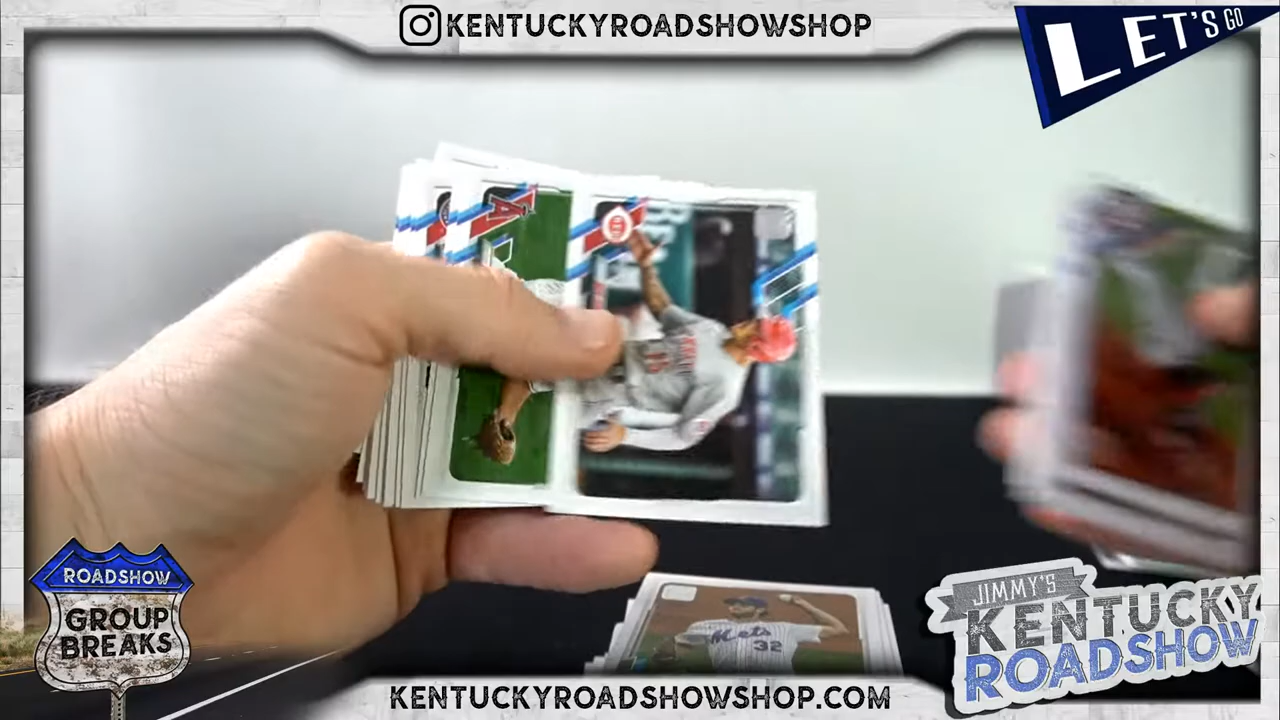 KENTUCKYROADSHOWSHOP
LET'S GO
A
Mets
32
ROADSHOW
GROUP
BREAKS
JIMMY'S
KENTUCKY
ROADSHOW
KENTUCKYROADSHOWSHOP.COM